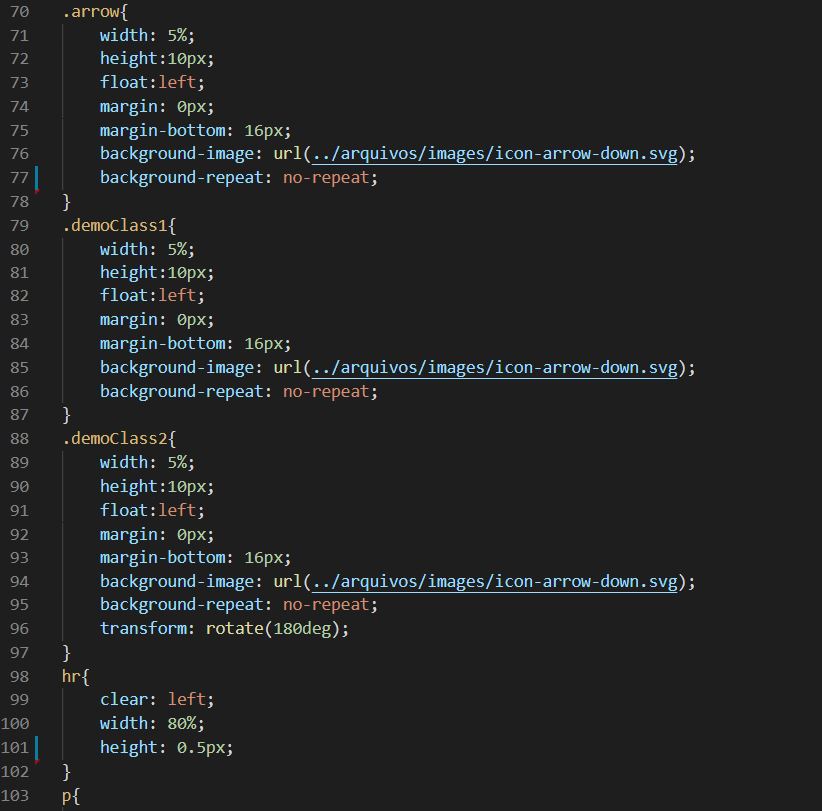 70 .arrow{
71 width: 5%;
72 height:10px;
73 float:left;
74 margin: 0px;
75 margin-bottom: 16px;
76 background-image: url(../arquivos/images/icon-arrow-down.svg);
77 background-repeat: no-repeat;
78 }
79 .demoClass1{
80 width: 5%;
81 height:10px;
82 float:left;
83 margin: 0px;
84 margin-bottom: 16px;
85 background-image: url(../arquivos/images/icon-arrow-down.svg);
86 background-repeat: no-repeat;
87 }
88 .demoClass2{
89 width: 5%;
90 height:10px;
91 float:left;
92 margin: 0px;
93 margin-bottom: 16px;
94 background-image: url(../arquivos/images/icon-arrow-down.svg);
95 background-repeat: no-repeat;
96 transform: rotate(180deg);
97 }
98 hr{
99 clear: left;
100 width: 80%;
101 height: 0.5px;
102 }
103 p{